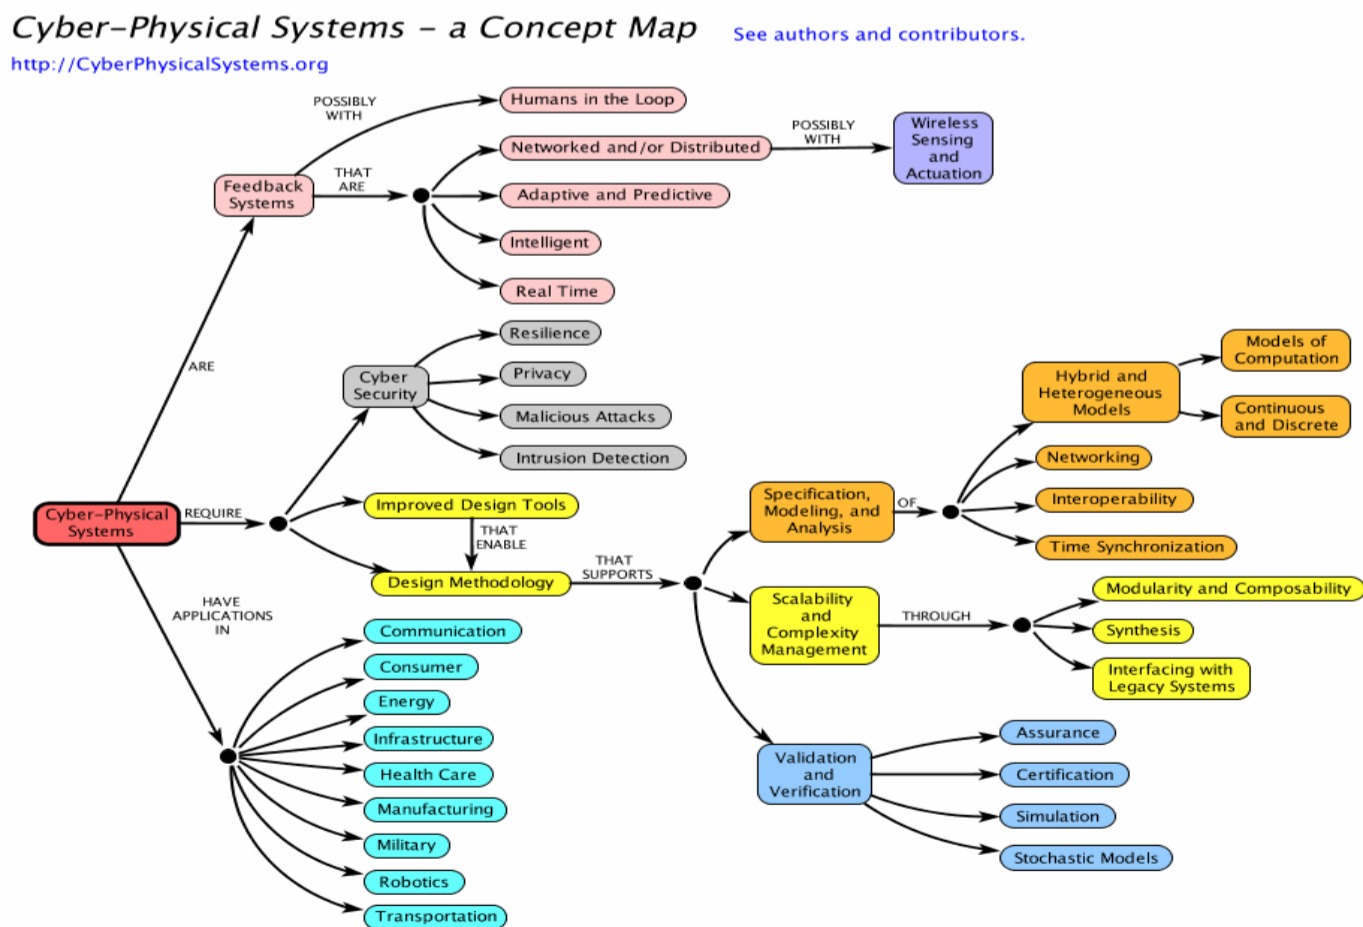 Cyber-Physical Systems – a Concept Map
See authors and contributors.
http://CyberPhysicalSystems.org
POSSIBLY
WITH
Humans in the Loop
Feedback
Systems
THAT
ARE
Networked and/or Distributed
POSSIBLY
WITH
Wireless
Sensing
and
Actuation
Adaptive and Predictive
Intelligent
Real Time
ARE
Cyber
Security
Resilience
Privacy
Malicious Attacks
Intrusion Detection
Cyber-Physical
Systems
REQUIRE
Improved Design Tools
THAT
ENABLE
Design Methodology
THAT
SUPPORTS
Specification,
Modeling, and
Analysis
OF
Hybrid and
Heterogeneous
Models
Models of
Computation
Continuous
and Discrete
Networking
Interoperability
Time Synchronization
Scalability
and
Complexity
Management
THROUGH
Modularity and Composability
Synthesis
Interfacing with
Legacy Systems
Validation
and
Verification
Assurance
Certification
Simulation
Stochastic Models
HAVE
APPLICATIONS
IN
Communication
Consumer
Energy
Infrastructure
Health Care
Manufacturing
Military
Robotics
Transportation